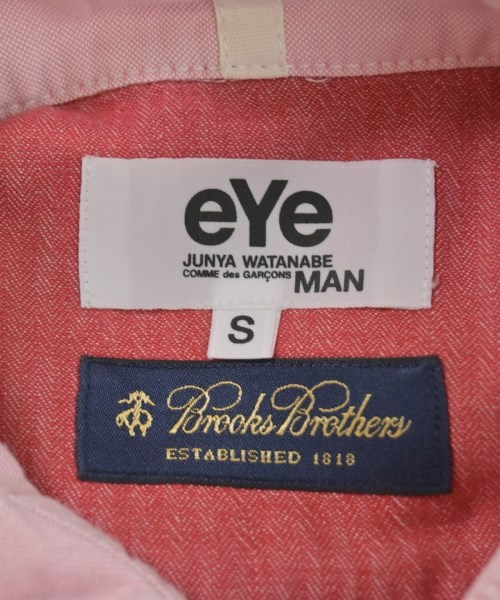 eYe
JUNYA WATANABE
COMME des GARÇONS MAN
S
Brooks Brothers
ESTABLISHED 1818